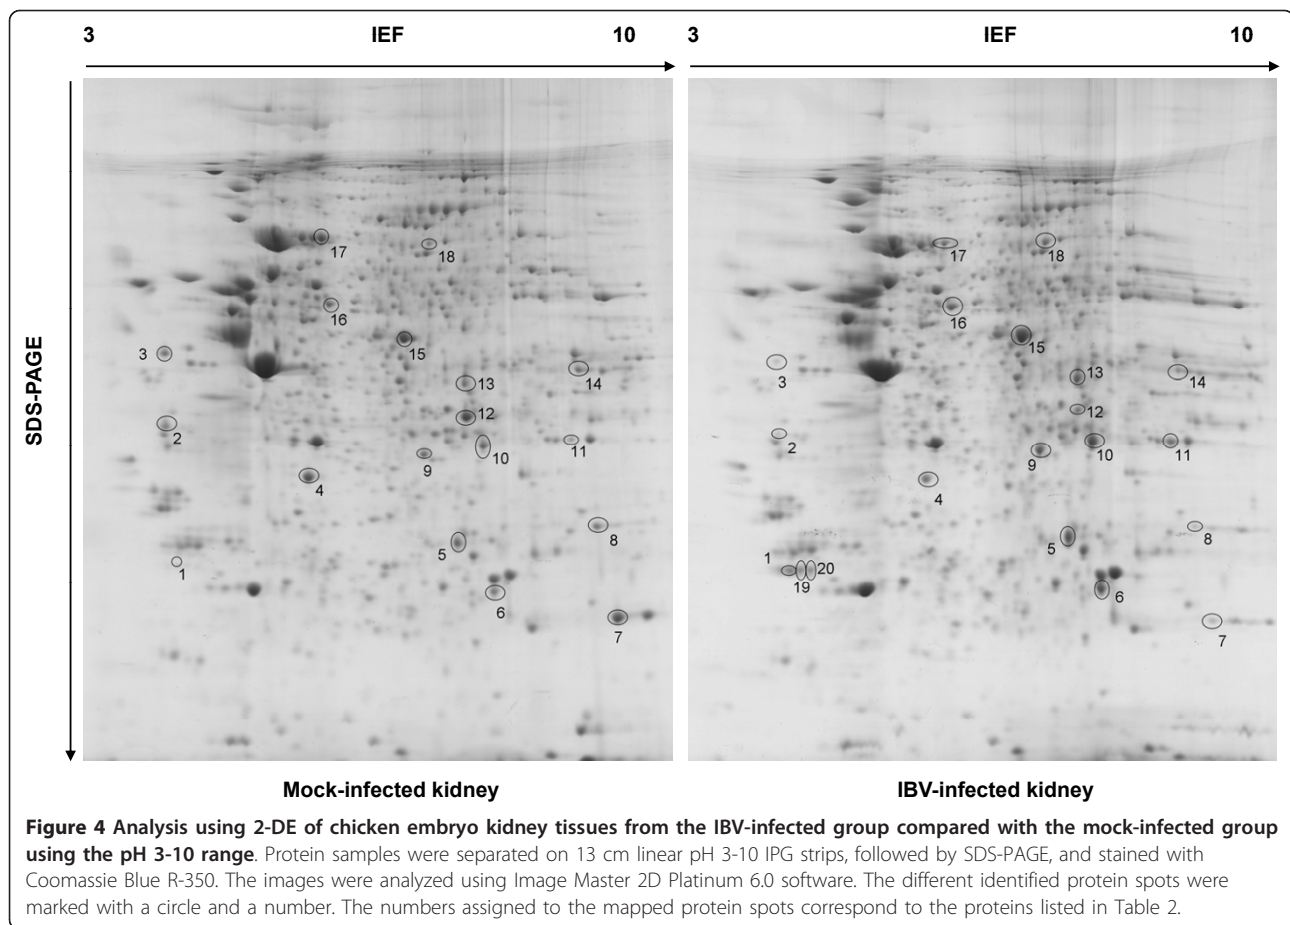 3 IEF 10 3 IEF 10
SDS-PAGE
17 18 17 18
16 16
15 15
3 14 3 13 14
13
2 12 2 12
9 10 11 9 10 11
4 4
5 8 5 8
1 1 19 20
6 6
7 7
Mock-infected kidney IBV-infected kidney
Figure 4 Analysis using 2-DE of chicken embryo kidney tissues from the IBV-infected group compared with the mock-infected group
using the pH 3-10 range. Protein samples were separated on 13 cm linear pH 3-10 IPG strips, followed by SDS-PAGE, and stained with
Coomassie Blue R-350. The images were analyzed using Image Master 2D Platinum 6.0 software. The different identified protein spots were
marked with a circle and a number. The numbers assigned to the mapped protein spots correspond to the proteins listed in Table 2.